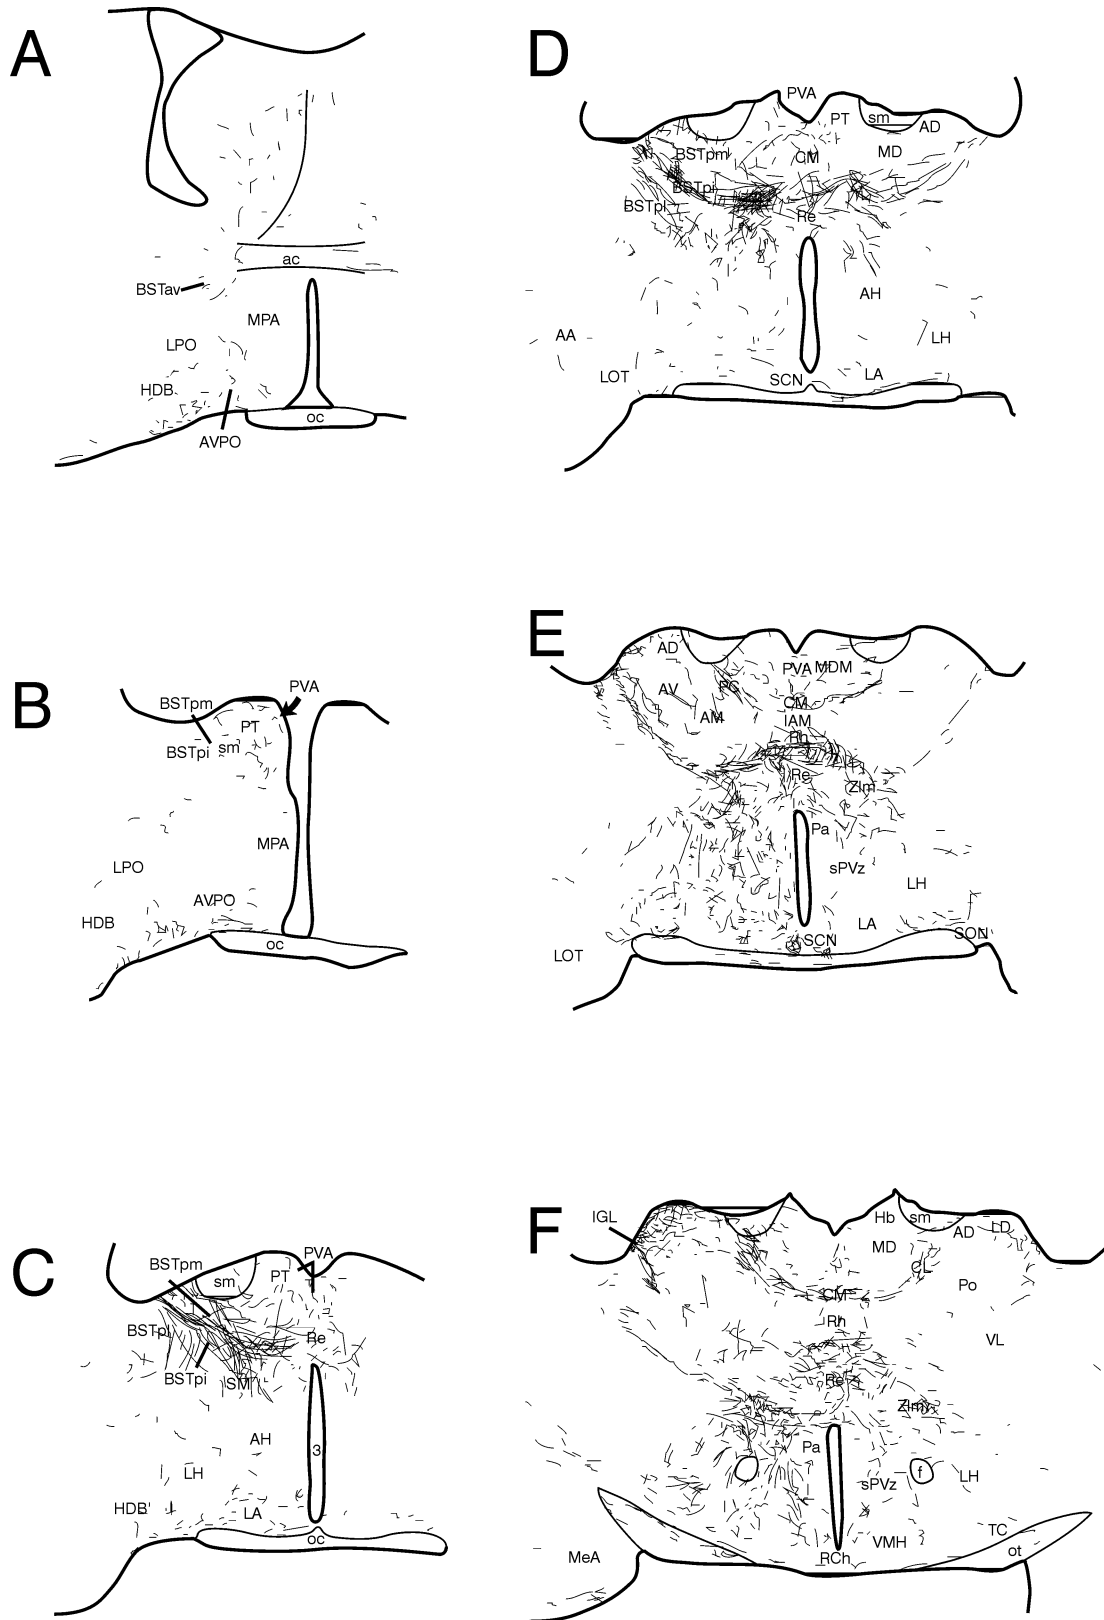 A
ac
BSTav
MPA
LPO
HDB
oc
AVPO
D
PVA
PT
sm
AD
BSTpm
CM
MD
BSTpi
BSTpl
Re
AH
AA
LH
LOT
SCN
LA
B
BSTpm
PVA
PT
BSTpi
sm
MPA
LPO
AVPO
HDB
oc
E
AD
PVA
MDM
AV
PC
CM
AM
IAM
Rh
Re
ZIm
Pa
sPVz
LH
LA
SCN
SON
LOT
C
BSTpm
PVA
sm
PT
BSTpl
Re
BSTpi
SM
AH
3
LH
HDB
LA
oc
F
IGL
Hb
sm
AD
LD
MD
CL
Po
CM
Rh
VL
Re
ZIm
Pa
f
sPVz
LH
VMH
TC
MeA
RCh
ot